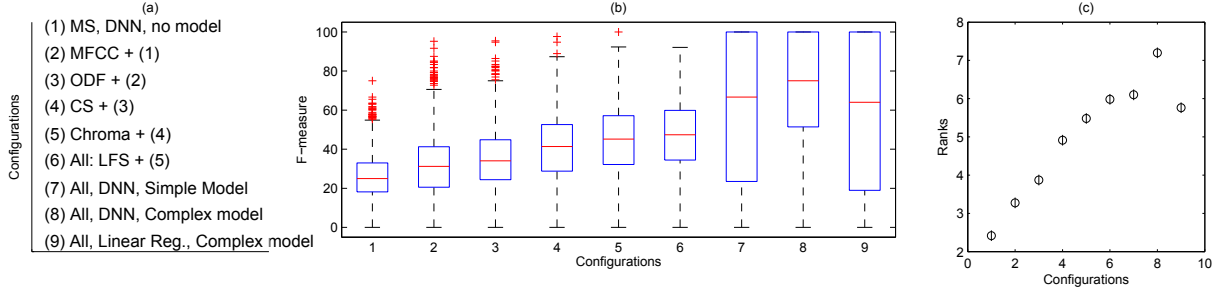 (a)
Configurations
(1) MS, DNN, no model
(2) MFCC + (1)
(3) ODF + (2)
(4) CS + (3)
(5) Chroma + (4)
(6) All: LFS + (5)
(7) All, DNN, Simple Model
(8) All, DNN, Complex model
(9) All, Linear Reg., Complex model
(b)
F-measure
100
80
60
40
20
0
1 2 3 4 5 6 7 8 9
Configurations
(c)
Ranks
8
7
6
5
4
3
2
0 2 4 6 8 10
Configurations